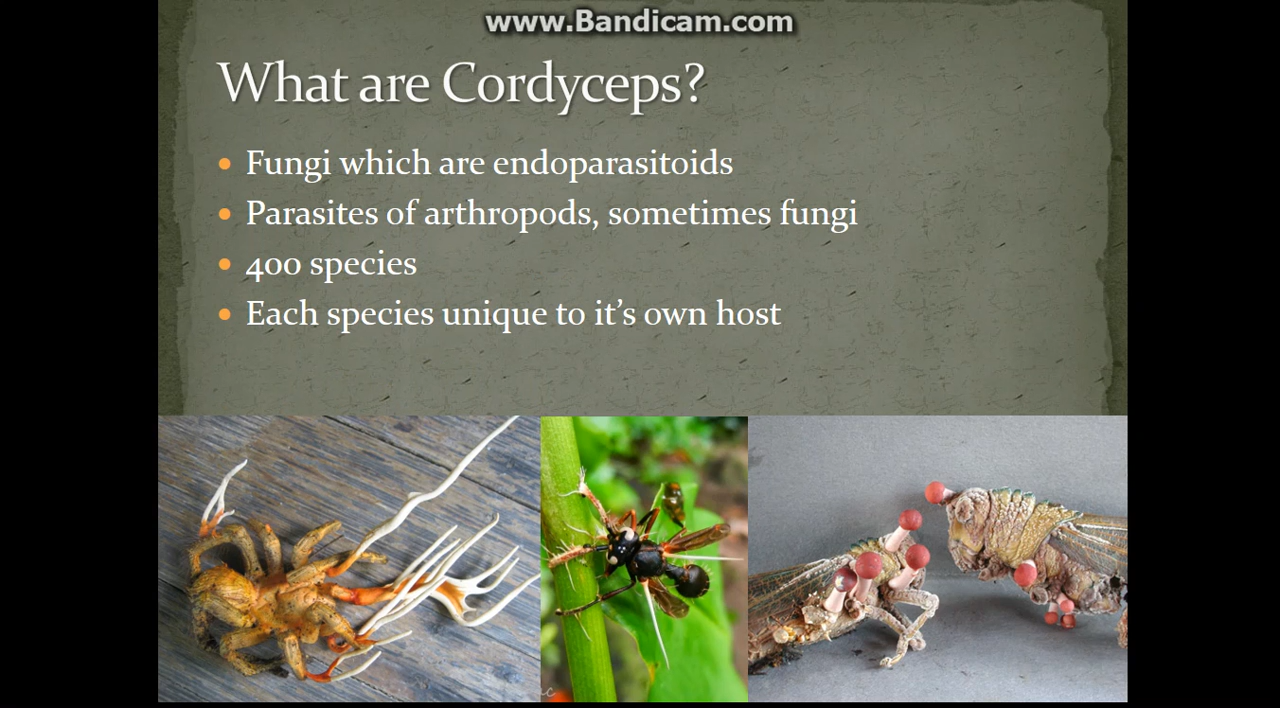 www.Bandicam.com
What are Cordyceps?
Fungi which are endoparasitoids
Parasites of arthropods, sometimes fungi
400 species
Each species unique to it’s own host